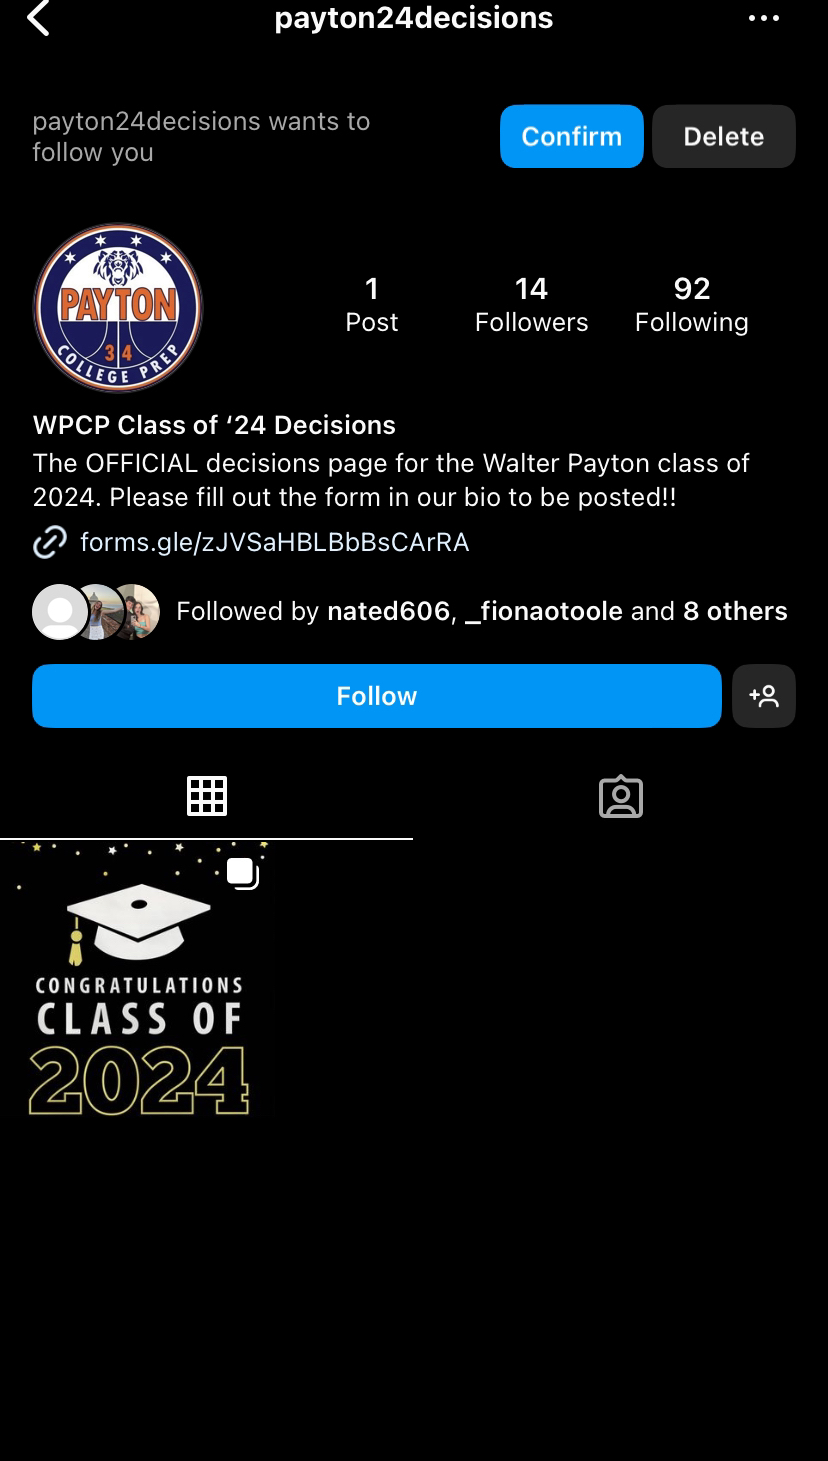 payton24decisions
payton24decisions wants to
follow you
Confirm
Delete
PAYTON
34
COLLEGE PREP
1
Post
14
Followers
92
Following
WPCP Class of ‘24 Decisions
The OFFICIAL decisions page for the Walter Payton class of
2024. Please fill out the form in our bio to be posted!!
forms.gle/zJVSaHBLBbBsCArRA
Followed by nated606, _fionaotoole and 8 others
Follow
CONGRATULATIONS
CLASS OF
2024